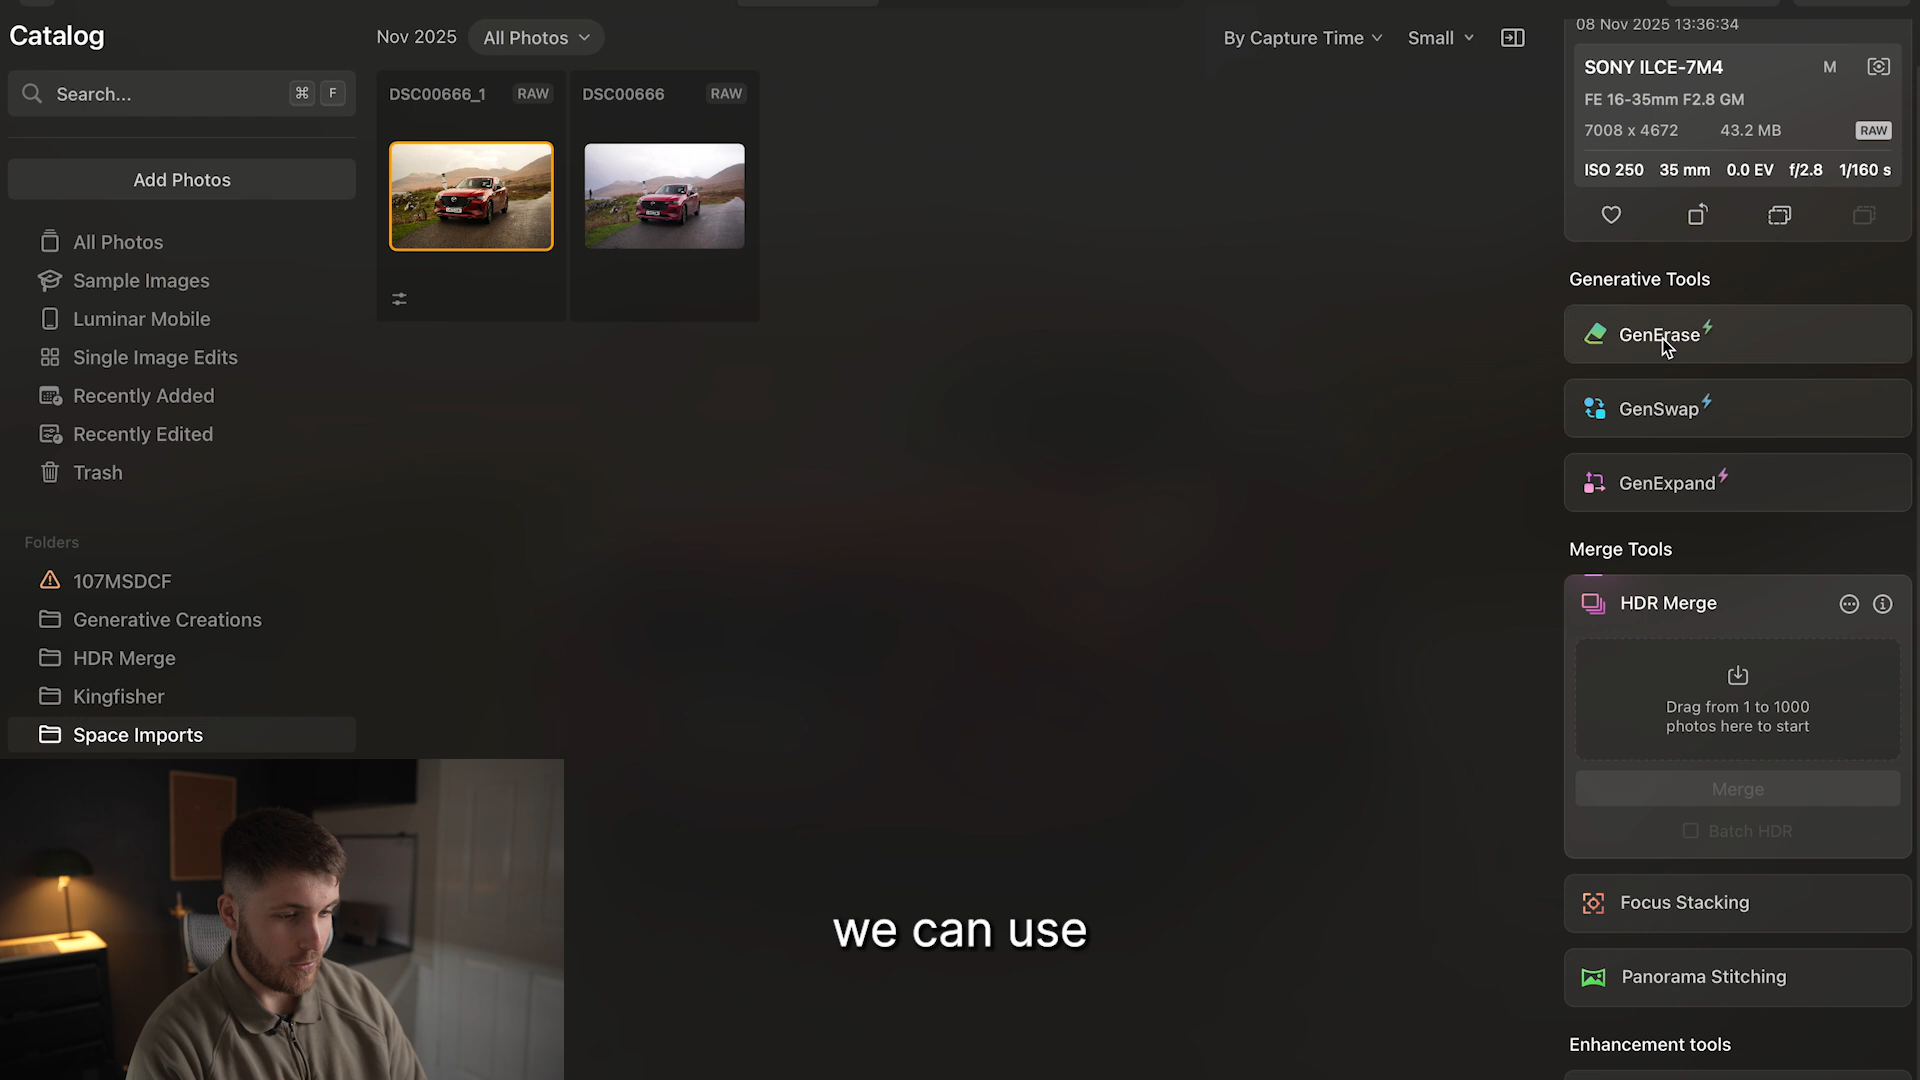 Catalog
Search...
⌘ F
Add Photos
All Photos
Sample Images
Luminar Mobile
Single Image Edits
Recently Added
Recently Edited
Trash
Folders
107MSDCF
Generative Creations
HDR Merge
Kingfisher
Space Imports
Nov 2025
All Photos
By Capture Time
Small
DSC00666_1 RAW
DSC00666 RAW
08 Nov 2025 13:36:34
SONY ILCE-7M4 M
FE 16-35mm F2.8 GM
7008 x 4672 43.2 MB RAW
ISO 250 35 mm 0.0 EV f/2.8 1/160 s
Generative Tools
GenErase
GenSwap
GenExpand
Merge Tools
HDR Merge
Drag from 1 to 1000
photos here to start
Merge
Batch HDR
Focus Stacking
Panorama Stitching
Enhancement tools
we can use